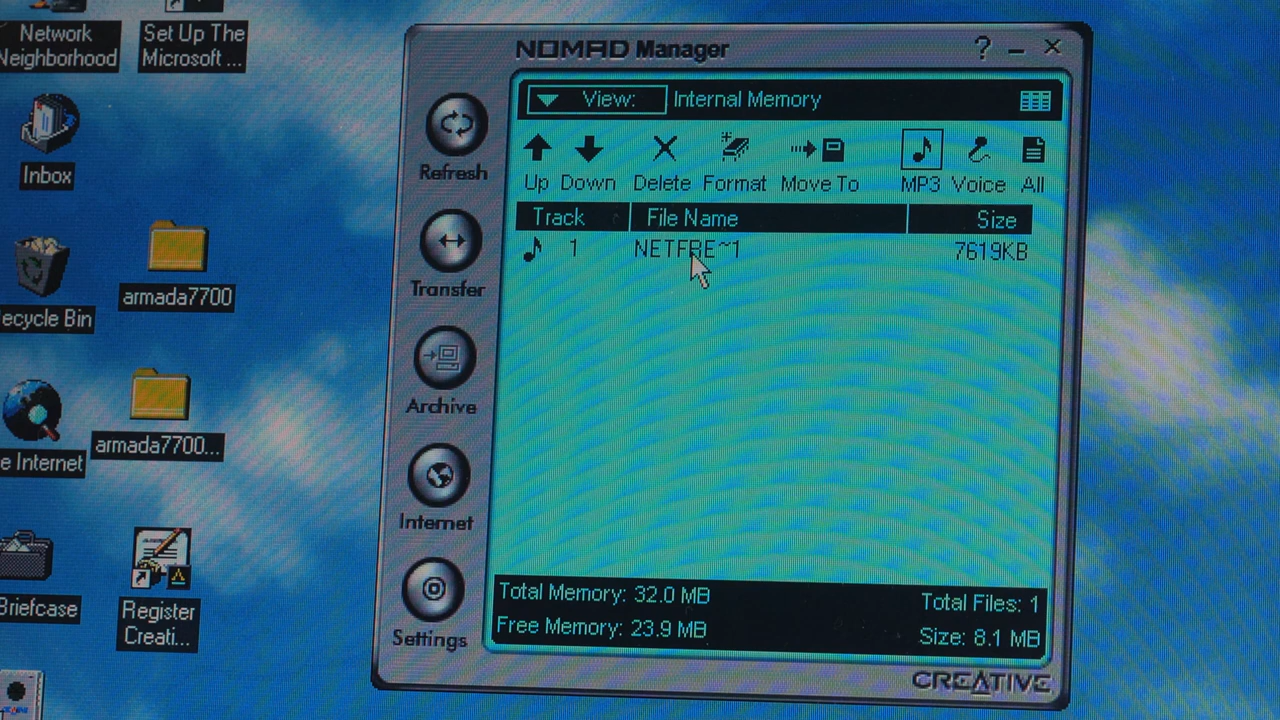 Network
Neighborhood
Set Up The
Microsoft ...
Inbox
ecycle Bin
armada7700
e Internet
armada7700...
Briefcase
Register
Creati...
NOMAD Manager
? _ X
View: Internal Memory
Up Down Delete Format Move To MP3 Voice All
Track File Name Size
1 NETFRE~1 7619KB
Refresh
Transfer
Archive
Internet
Settings
Total Memory: 32.0 MB
Total Files: 1
Free Memory: 23.9 MB
Size: 8.1 MB
CREATIVE